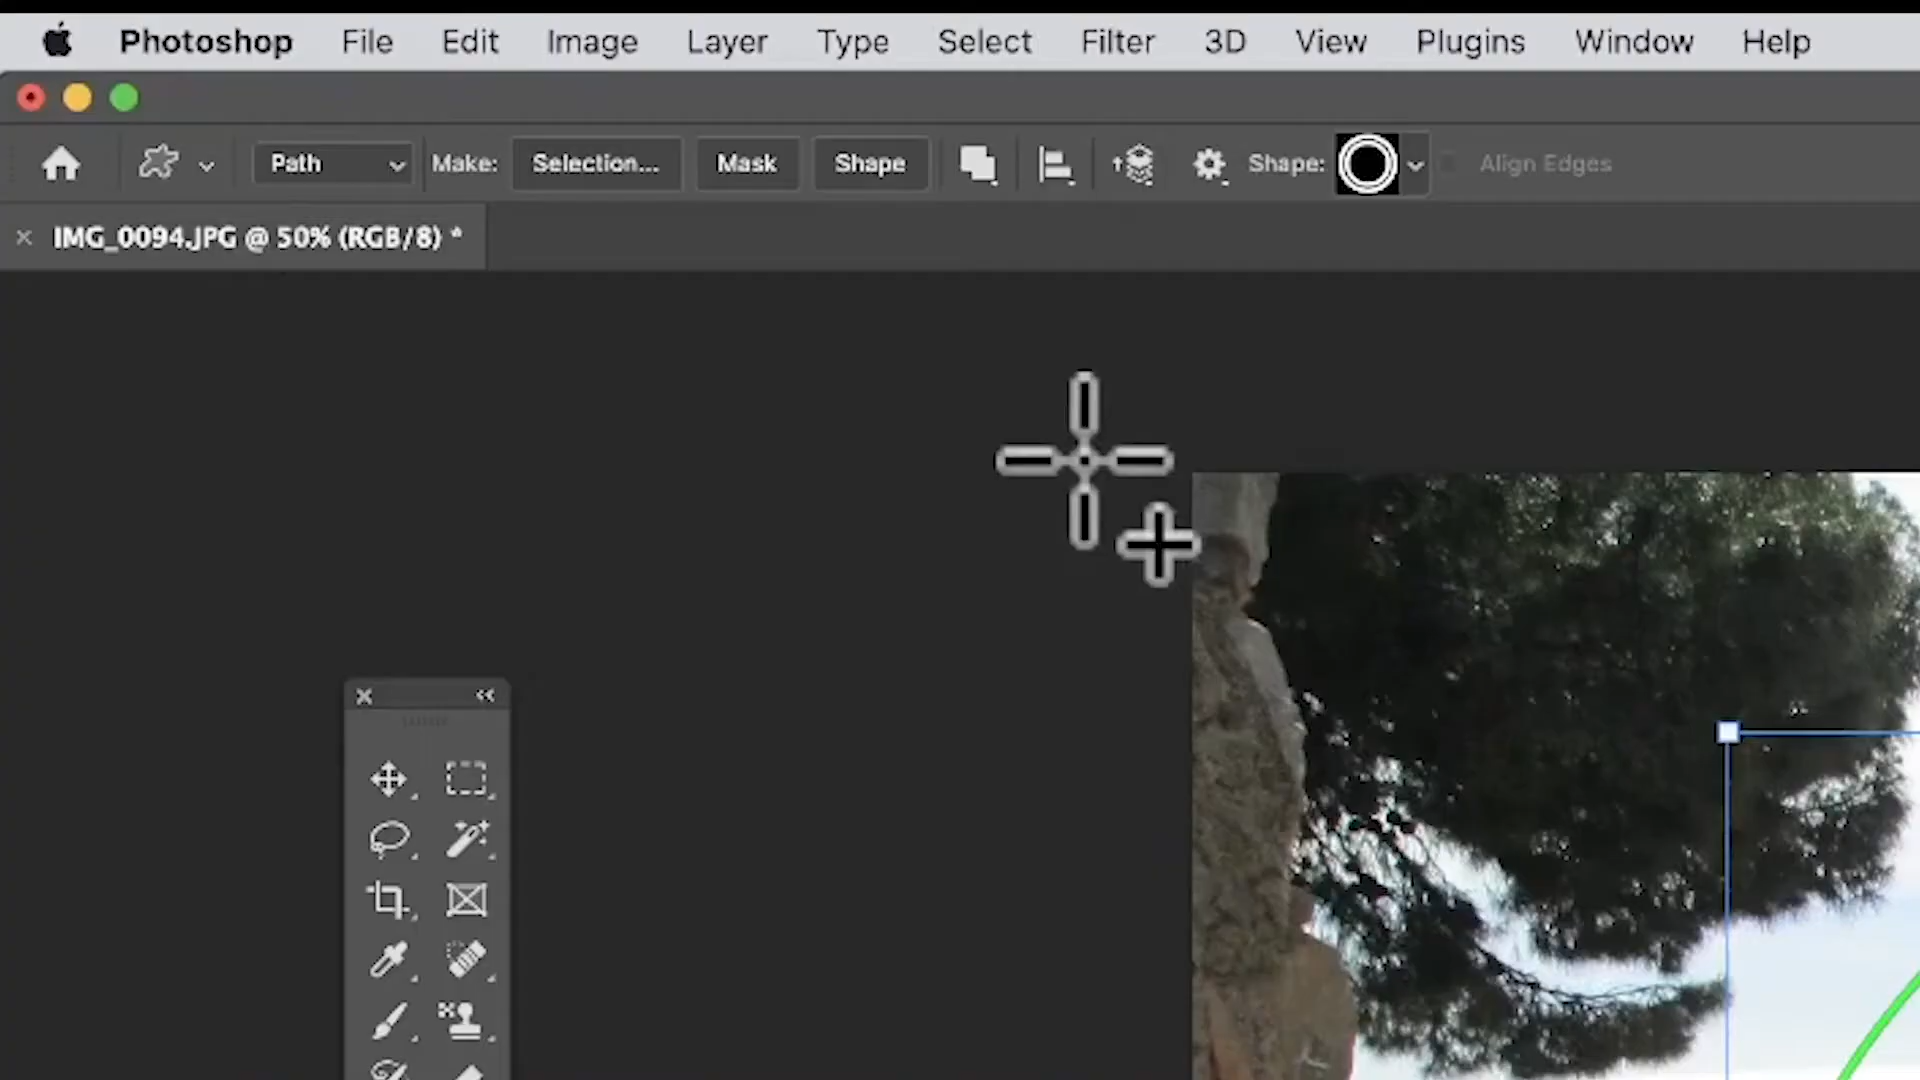 Photoshop File Edit Image Layer Type Select Filter 3D View Plugins Window Help
Path Make: Selection... Mask Shape Shape: Align Edges
IMG_0094.JPG @ 50% (RGB/8) *